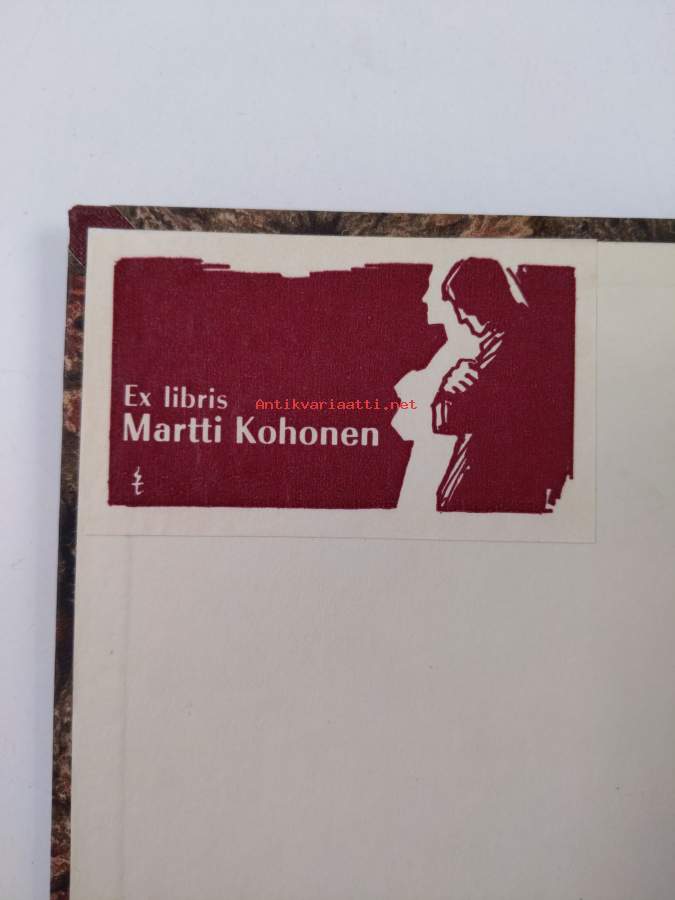 Ex libris
Antikvariaatti.net
Martti Kohonen